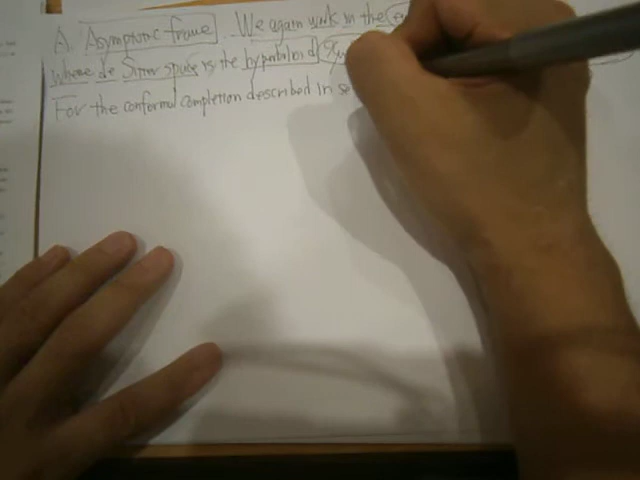 A. Asymptotic frame. We again work in the
where de Sitter space is the hyperboloid
For the conformal completion described in se